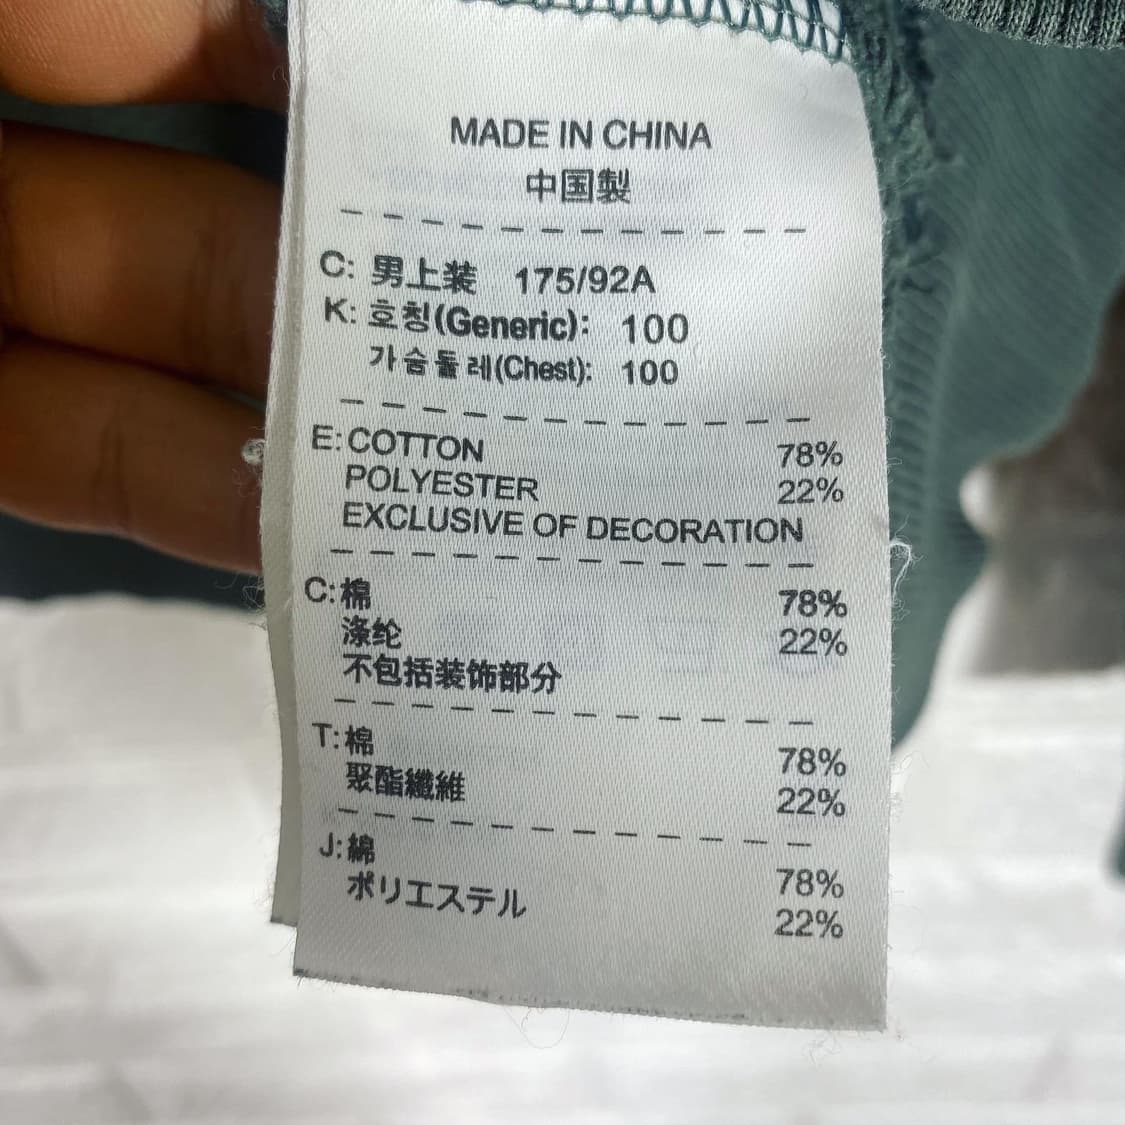 MADE IN CHINA
中国製
C: 男上装 175/92A
K: 호칭(Generic): 100
가슴둘레(Chest): 100
E: COTTON 78%
POLYESTER 22%
EXCLUSIVE OF DECORATION
C: 棉 78%
涤纶 22%
不包括装饰部分
T: 棉 78%
聚酯纖維 22%
J: 綿 78%
ポリエステル 22%